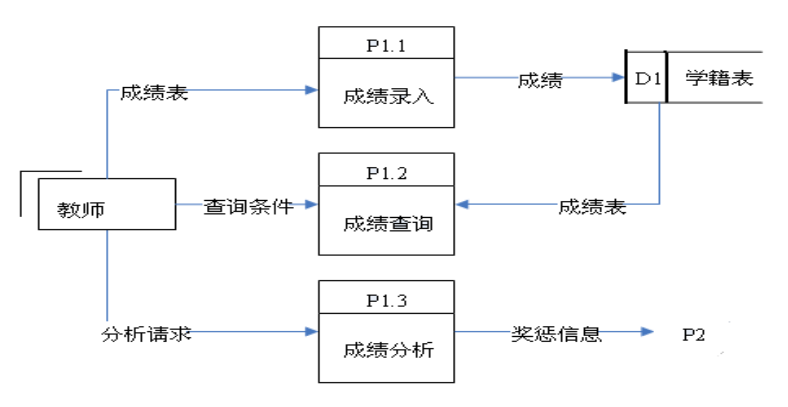 P1.1
成绩表
成绩录入
成绩
D1
学籍表
P1.2
教师
查询条件
成绩查询
成绩表
P1.3
分析请求
成绩分析
奖惩信息
P2